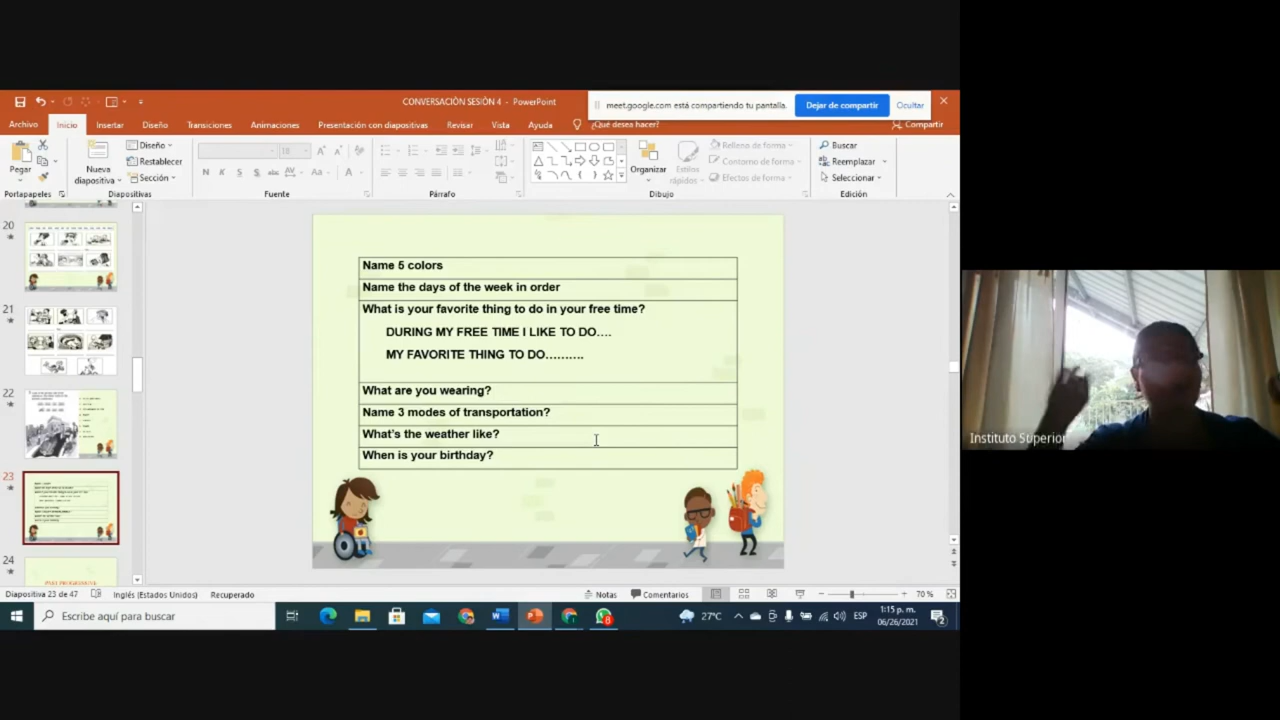 CONVERSACIÓN SESIÓN 4 - PowerPoint
meet.google.com está compartiendo tu pantalla.
Dejar de compartir
Ocultar
Archivo
Inicio
Insertar
Diseño
Transiciones
Animaciones
Presentación con diapositivas
Revisar
Vista
Ayuda
¿Qué desea hacer?
Compartir
Pegar
Nueva
diapositiva
Diseño
Restablecer
Sección
18
N K S S abc AV Aa A
Organizar
Estilos
rápidos
Relleno de forma
Contorno de forma
Efectos de forma
Buscar
Reemplazar
Seleccionar
Portapapeles
Diapositivas
Fuente
Párrafo
Dibujo
Edición
20
21
22
23
24
Name 5 colors
Name the days of the week in order
What is your favorite thing to do in your free time?
DURING MY FREE TIME I LIKE TO DO….
MY FAVORITE THING TO DO……….
What are you wearing?
Name 3 modes of transportation?
What's the weather like?
When is your birthday?
Instituto Superior
Diapositiva 23 de 47
Inglés (Estados Unidos)
Recuperado
Notas
Comentarios
70 %
Escribe aquí para buscar
8
27°C
ESP
1:15 p. m.
06/26/2021
2